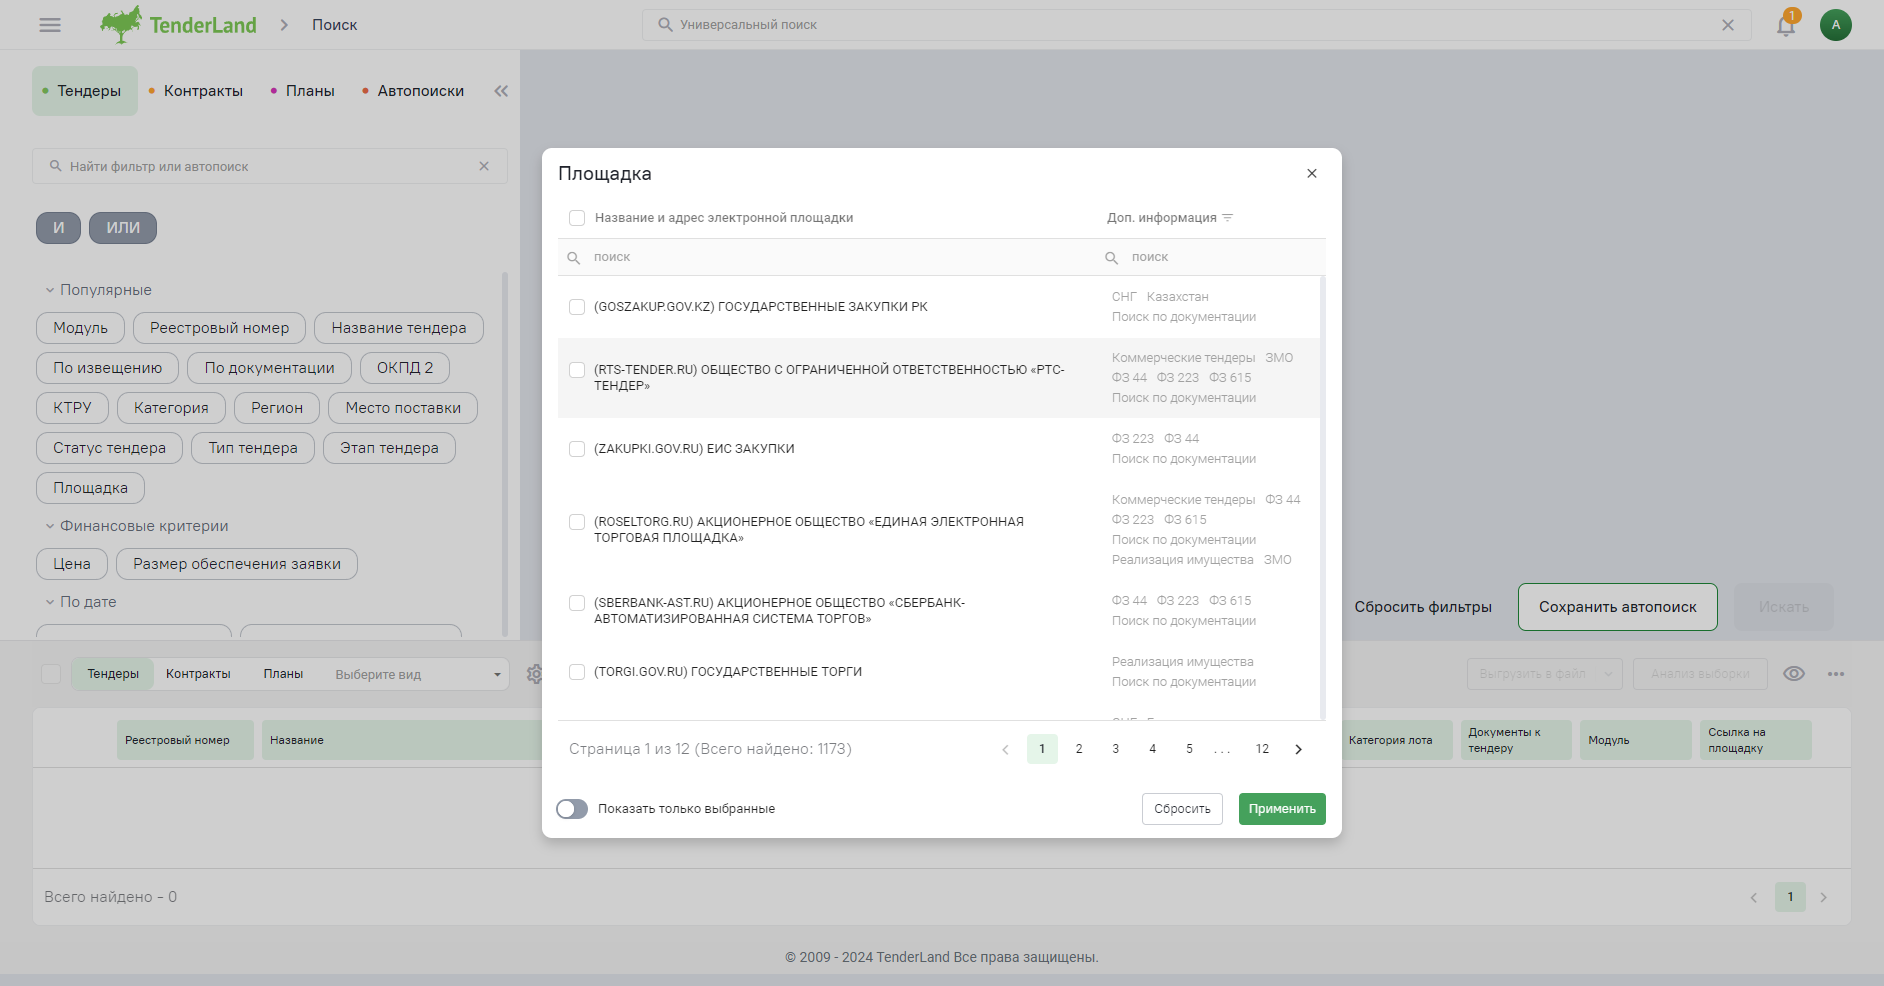 TenderLand
Поиск
Универсальный поиск
1
A
Тендеры
Контракты
Планы
Автопоиски
Найти фильтр или автопоиск
И
ИЛИ
Популярные
Модуль
Реестровый номер
Название тендера
По извещению
По документации
ОКПД 2
КТРУ
Категория
Регион
Место поставки
Статус тендера
Тип тендера
Этап тендера
Площадка
Финансовые критерии
Цена
Размер обеспечения заявки
По дате
Площадка
Название и адрес электронной площадки
Доп. информация
поиск
поиск
(GOSZAKUP.GOV.KZ) ГОСУДАРСТВЕННЫЕ ЗАКУПКИ РК
СНГ Казахстан
Поиск по документации
(RTS-TENDER.RU) ОБЩЕСТВО С ОГРАНИЧЕННОЙ ОТВЕТСТВЕННОСТЬЮ «РТС-
ТЕНДЕР»
Коммерческие тендеры ЗМО
ФЗ 44 ФЗ 223 ФЗ 615
Поиск по документации
(ZAKUPKI.GOV.RU) ЕИС ЗАКУПКИ
ФЗ 223 ФЗ 44
Поиск по документации
(ROSELTORG.RU) АКЦИОНЕРНОЕ ОБЩЕСТВО «ЕДИНАЯ ЭЛЕКТРОННАЯ
ТОРГОВАЯ ПЛОЩАДКА»
Коммерческие тендеры ФЗ 44
ФЗ 223 ФЗ 615
Поиск по документации
Реализация имущества ЗМО
(SBERBANK-AST.RU) АКЦИОНЕРНОЕ ОБЩЕСТВО «СБЕРБАНК-
АВТОМАТИЗИРОВАННАЯ СИСТЕМА ТОРГОВ»
ФЗ 44 ФЗ 223 ФЗ 615
Поиск по документации
(TORGI.GOV.RU) ГОСУДАРСТВЕННЫЕ ТОРГИ
Реализация имущества
Поиск по документации
Страница 1 из 12 (Всего найдено: 1173)
1 2 3 4 5 ... 12
Показать только выбранные
Сбросить
Применить
Сбросить фильтры
Сохранить автопоиск
Искать
Тендеры
Контракты
Планы
Выберите вид
Выгрузить в файл
Анализ выборки
Реестровый номер
Название
Категория лота
Документы к
тендеру
Модуль
Ссылка на
площадку
Всего найдено - 0
1
© 2009 - 2024 TenderLand Все права защищены.